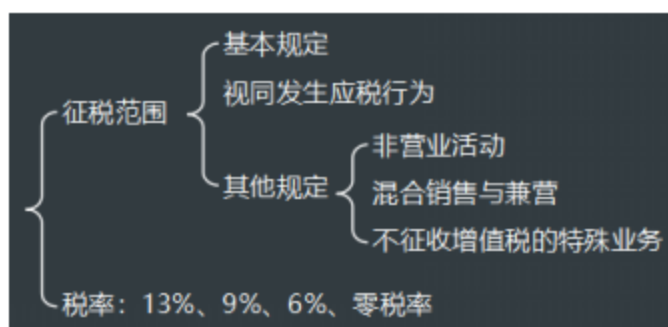 征税范围
基本规定
视同发生应税行为
其他规定
非营业活动
混合销售与兼营
不征收增值税的特殊业务
税率：13%、9%、6%、零税率